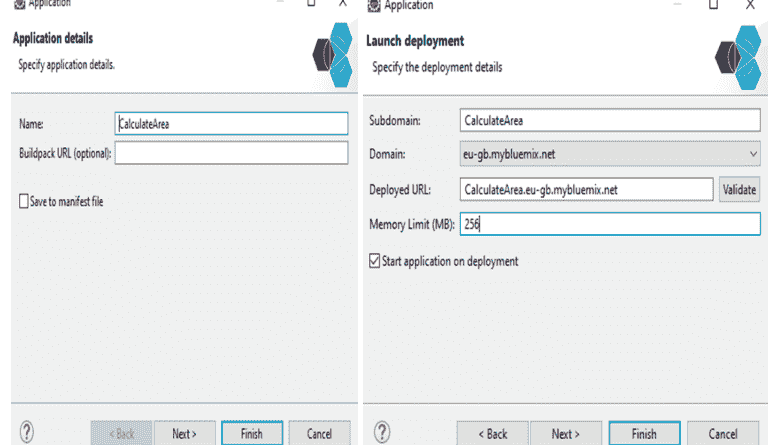 Application
Application details
Specify application details.
Name: CalculateArea
Buildpack URL (optional):
Save to manifest file
? < Back Next > Finish Cancel
Application
Launch deployment
Specify the deployment details
Subdomain: CalculateArea
Domain: eu-gb.mybluemix.net
Deployed URL: CalculateArea.eu-gb.mybluemix.net Validate
Memory Limit (MB): 256
Start application on deployment
? < Back Next > Finish Cancel